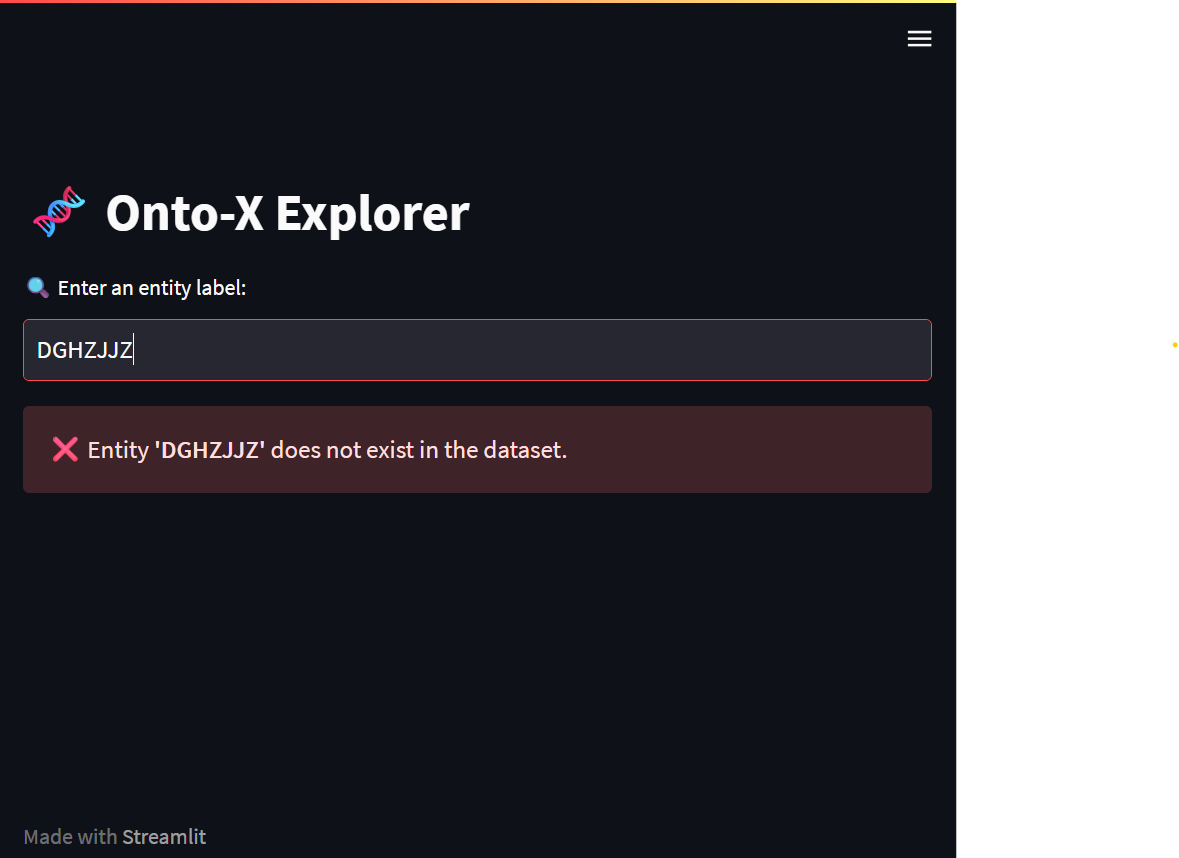 Onto-X Explorer
Enter an entity label:
DGHZJJZ
Entity 'DGHZJJZ' does not exist in the dataset.
Made with Streamlit